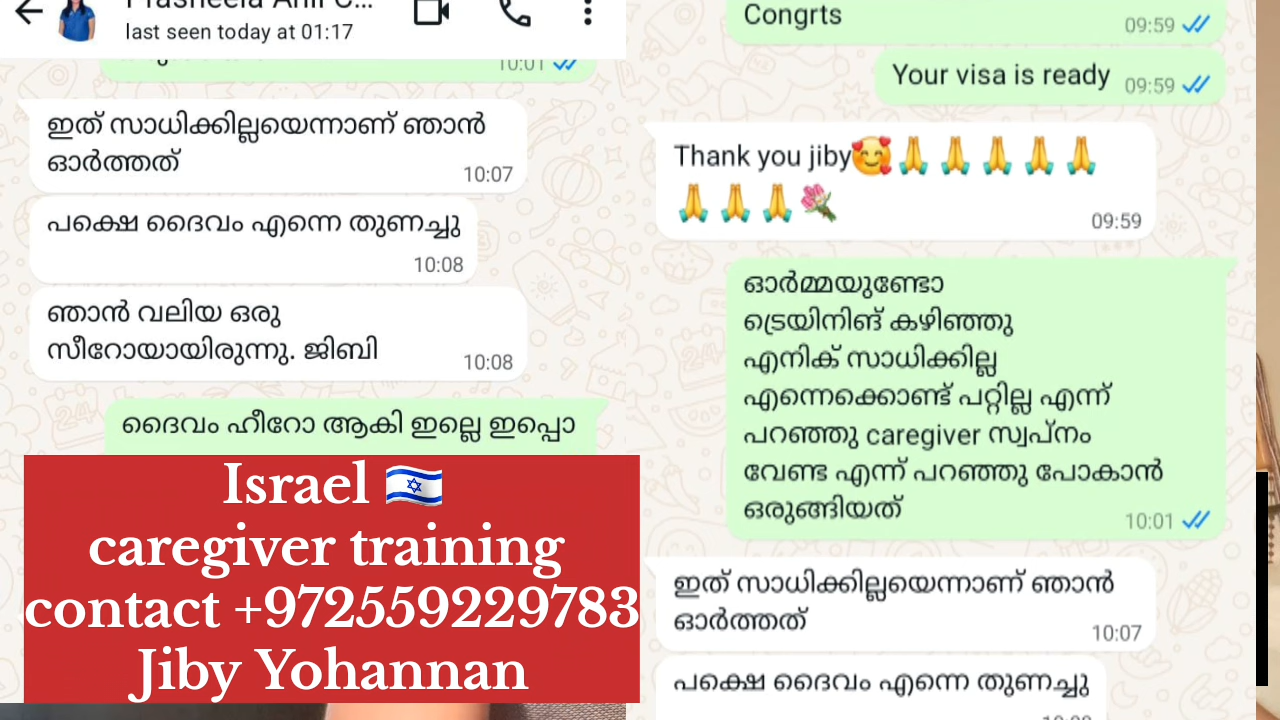 last seen today at 01:17
10:01
ഇത് സാധിക്കില്ലയെന്നാണ് ഞാൻ
ഓർത്തത്
10:07
പക്ഷെ ദൈവം എന്നെ തുണച്ചു
10:08
ഞാൻ വലിയ ഒരു
സീറോയായിരുന്നു. ജിബി
10:08
ദൈവം ഹീറോ ആകി ഇല്ലെ ഇപ്പൊ
Israel 🇮🇱
caregiver training
contact +972559229783
Jiby Yohannan
Congrts
09:59
Your visa is ready
09:59
Thank you jiby🥰🙏🙏🙏🙏🙏
🙏🙏🙏💐
09:59
ഓർമ്മയുണ്ടോ
ട്രെയിനിങ് കഴിഞ്ഞു
എനിക് സാധിക്കില്ല
എന്നെക്കൊണ്ട് പറ്റില്ല എന്ന്
പറഞ്ഞു caregiver സ്വപ്നം
വേണ്ട എന്ന് പറഞ്ഞു പോകാൻ
ഒരുങ്ങിയത്
10:01
ഇത് സാധിക്കില്ലയെന്നാണ് ഞാൻ
ഓർത്തത്
10:07
പക്ഷെ ദൈവം എന്നെ തുണച്ചു